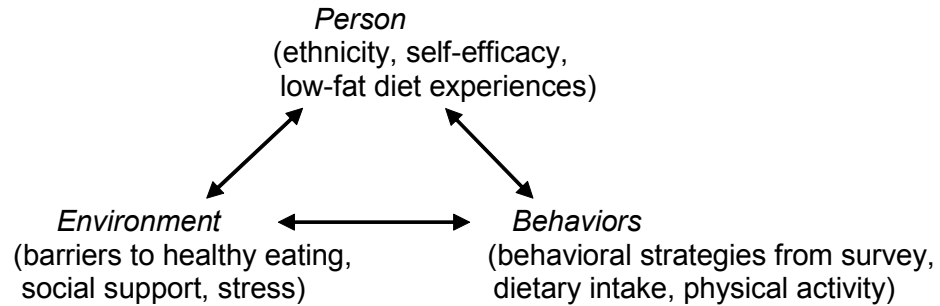 Person
(ethnicity, self-efficacy,
low-fat diet experiences)
Environment
(barriers to healthy eating,
social support, stress)
Behaviors
(behavioral strategies from survey,
dietary intake, physical activity)